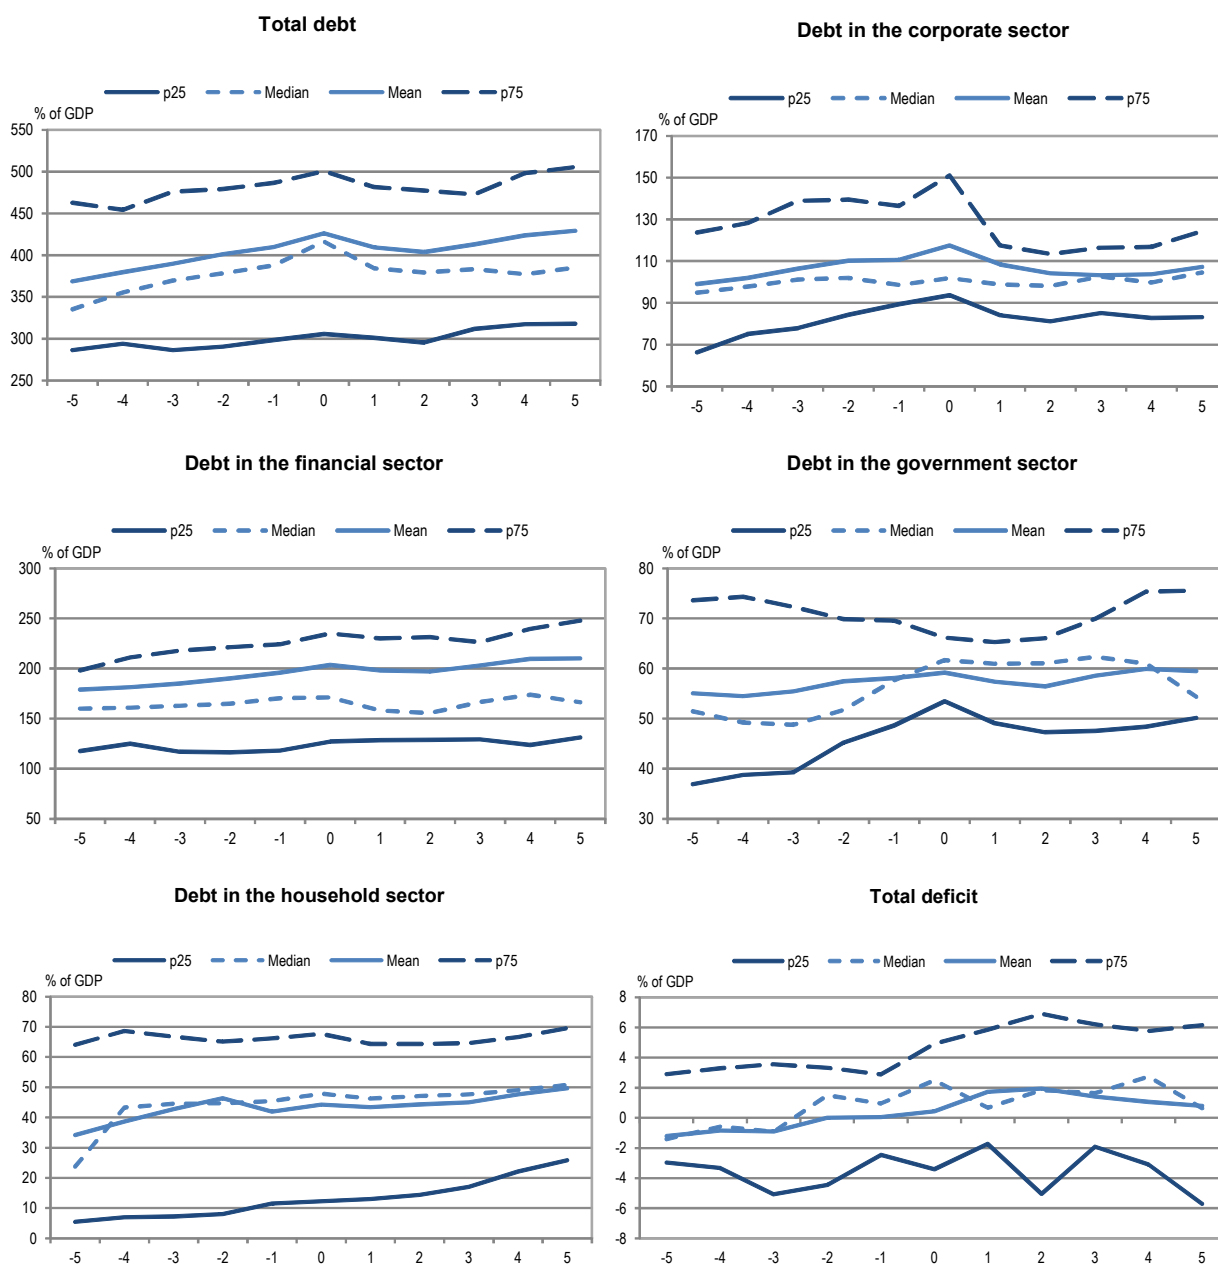 Total debt
p25 Median Mean p75
% of GDP
550
500
450
400
350
300
250
-5 -4 -3 -2 -1 0 1 2 3 4 5
Debt in the corporate sector
p25 Median Mean p75
% of GDP
170
150
130
110
90
70
50
-5 -4 -3 -2 -1 0 1 2 3 4 5
Debt in the financial sector
p25 Median Mean p75
% of GDP
300
250
200
150
100
50
-5 -4 -3 -2 -1 0 1 2 3 4 5
Debt in the government sector
p25 Median Mean p75
% of GDP
80
70
60
50
40
30
-5 -4 -3 -2 -1 0 1 2 3 4 5
Debt in the household sector
p25 Median Mean p75
% of GDP
80
70
60
50
40
30
20
10
0
-5 -4 -3 -2 -1 0 1 2 3 4 5
Total deficit
p25 Median Mean p75
% of GDP
8
6
4
2
0
-2
-4
-6
-8
-5 -4 -3 -2 -1 0 1 2 3 4 5